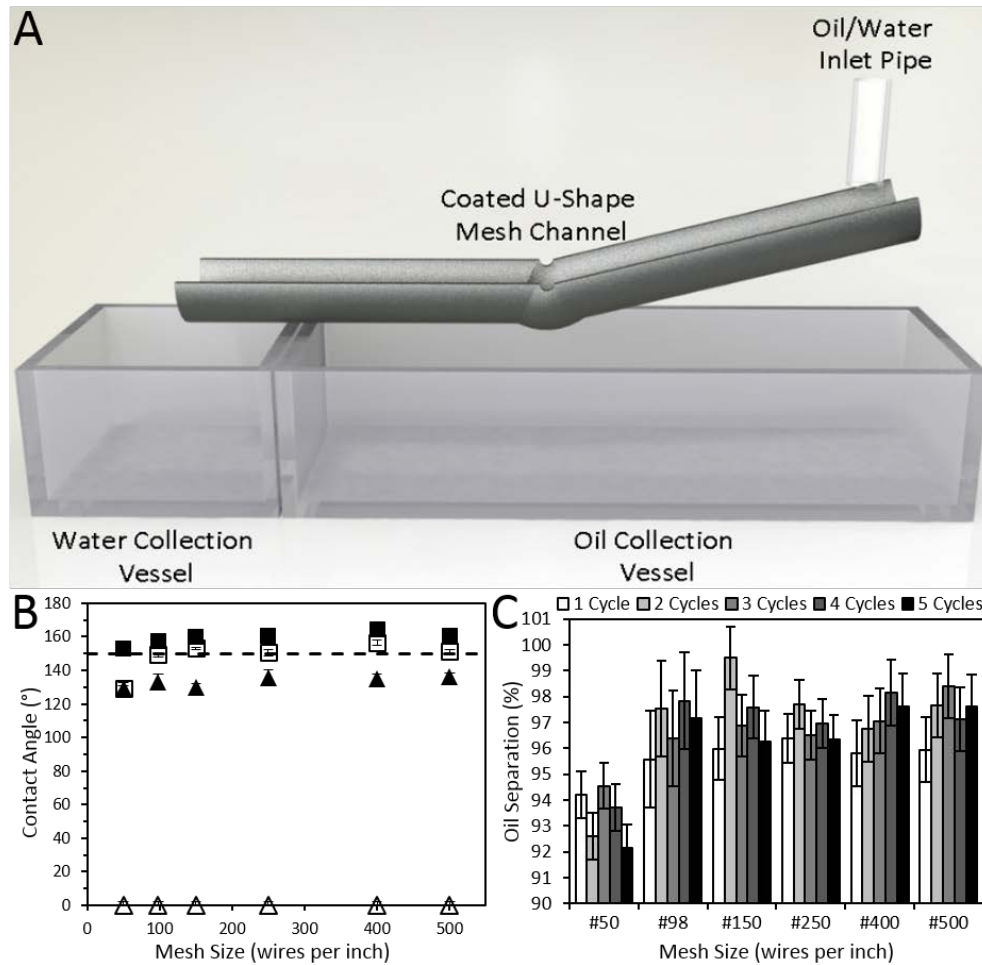 A
Oil/Water
Inlet Pipe
Coated U-Shape
Mesh Channel
Water Collection
Vessel
Oil Collection
Vessel
B
180
160
140
120
100
80
60
40
20
0
Contact Angle (°)
0 100 200 300 400 500
Mesh Size (wires per inch)
C
1 Cycle 2 Cycles 3 Cycles 4 Cycles 5 Cycles
101
100
99
98
97
96
95
94
93
92
91
90
Oil Separation (%)
#50 #98 #150 #250 #400 #500
Mesh Size (wires per inch)